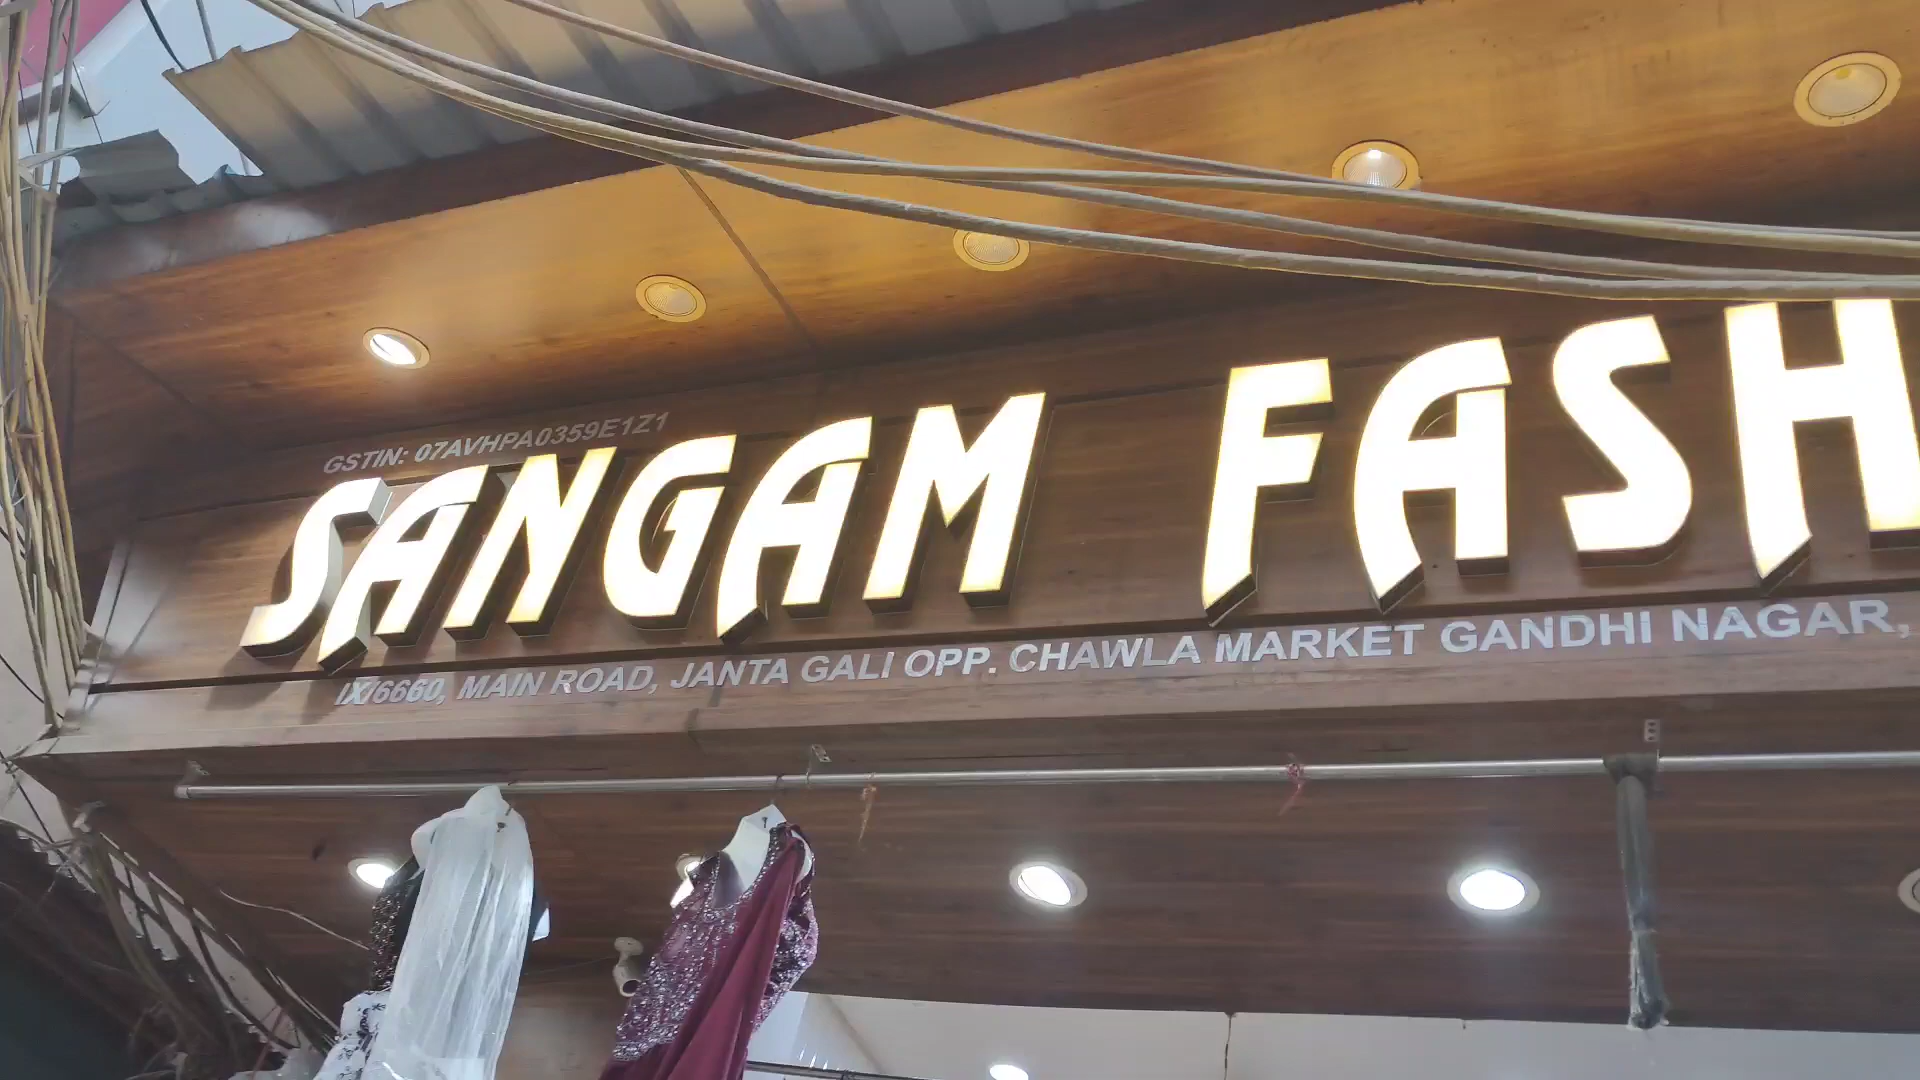 GSTIN: 07AVHPA0359E1Z1
SANGAM FASH
IX/6660, MAIN ROAD, JANTA GALI OPP. CHAWLA MARKET GANDHI NAGAR,